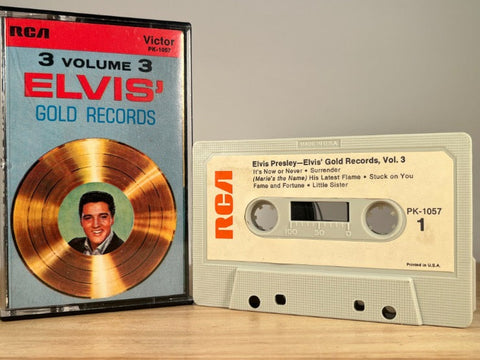 RCA
Victor
PK-1057
3 VOLUME 3
ELVIS'
GOLD RECORDS
MADE IN U.S.A.
Elvis Presley—Elvis' Gold Records, Vol. 3
It's Now or Never • Surrender
(Marie's the Name) His Latest Flame • Stuck on You
Fame and Fortune • Little Sister
RCA
PK-1057
1
100 50 0
Printed in U.S.A.